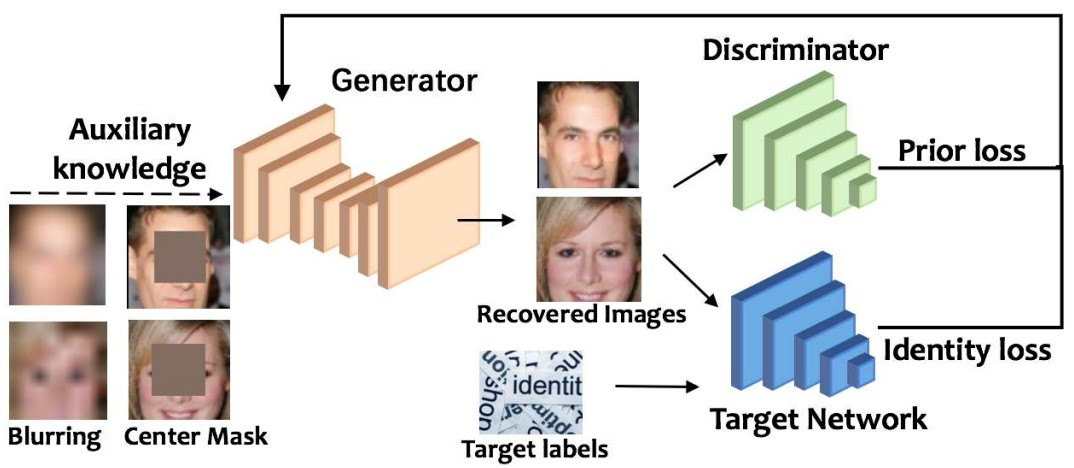 Discriminator
Generator
Auxiliary
knowledge
Prior loss
Recovered Images
Identity loss
identit
Target Network
Blurring
Center Mask
Target labels